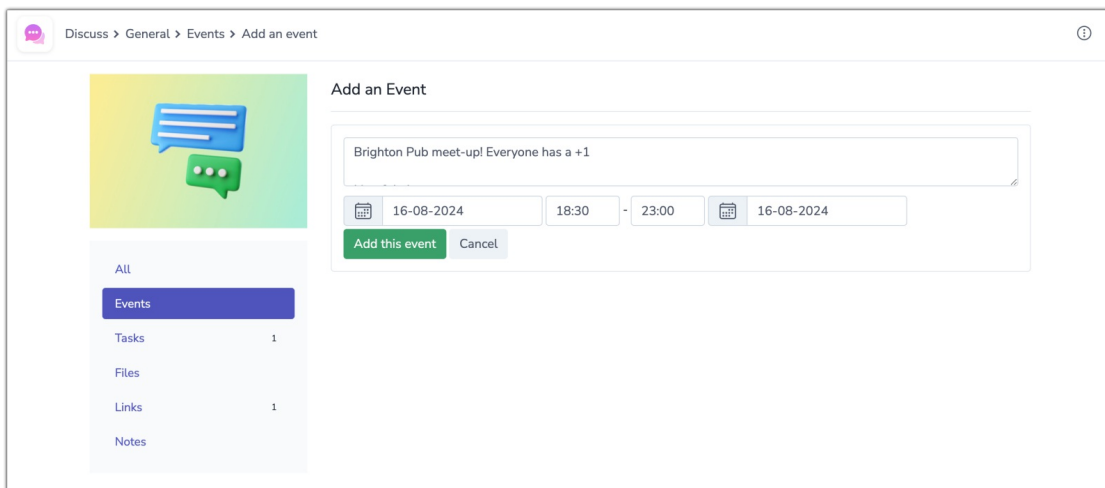 Discuss > General > Events > Add an event
Add an Event
Brighton Pub meet-up! Everyone has a +1
16-08-2024 18:30 - 23:00 16-08-2024
Add this event Cancel
All
Events
Tasks 1
Files
Links 1
Notes